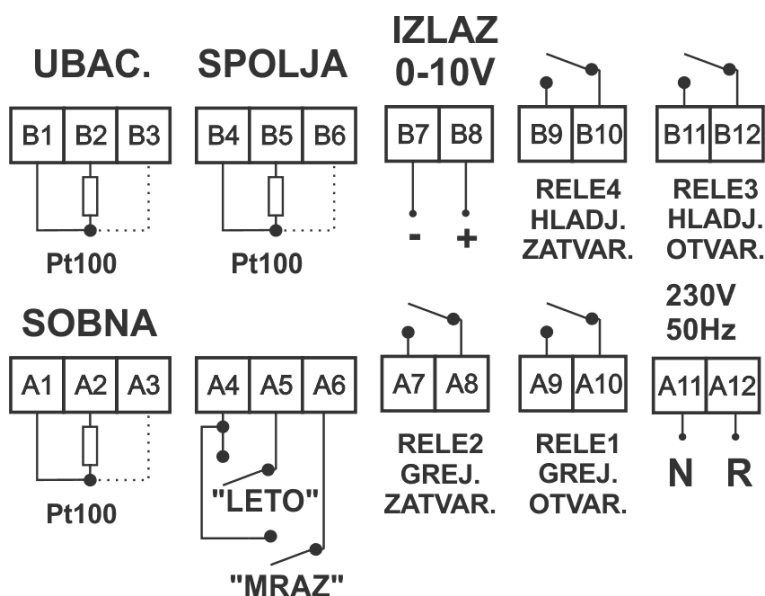 UBAC.
SPOLJA
IZLAZ
0-10V
B1 B2 B3
B4 B5 B6
B7 B8
B9 B10
B11 B12
Pt100
Pt100
- +
RELE4
HLADJ.
ZATVAR.
RELE3
HLADJ.
OTVAR.
SOBNA
230V
50Hz
A1 A2 A3
A4 A5 A6
A7 A8
A9 A10
A11 A12
Pt100
"LETO"
"MRAZ"
RELE2
GREJ.
ZATVAR.
RELE1
GREJ.
OTVAR.
N R